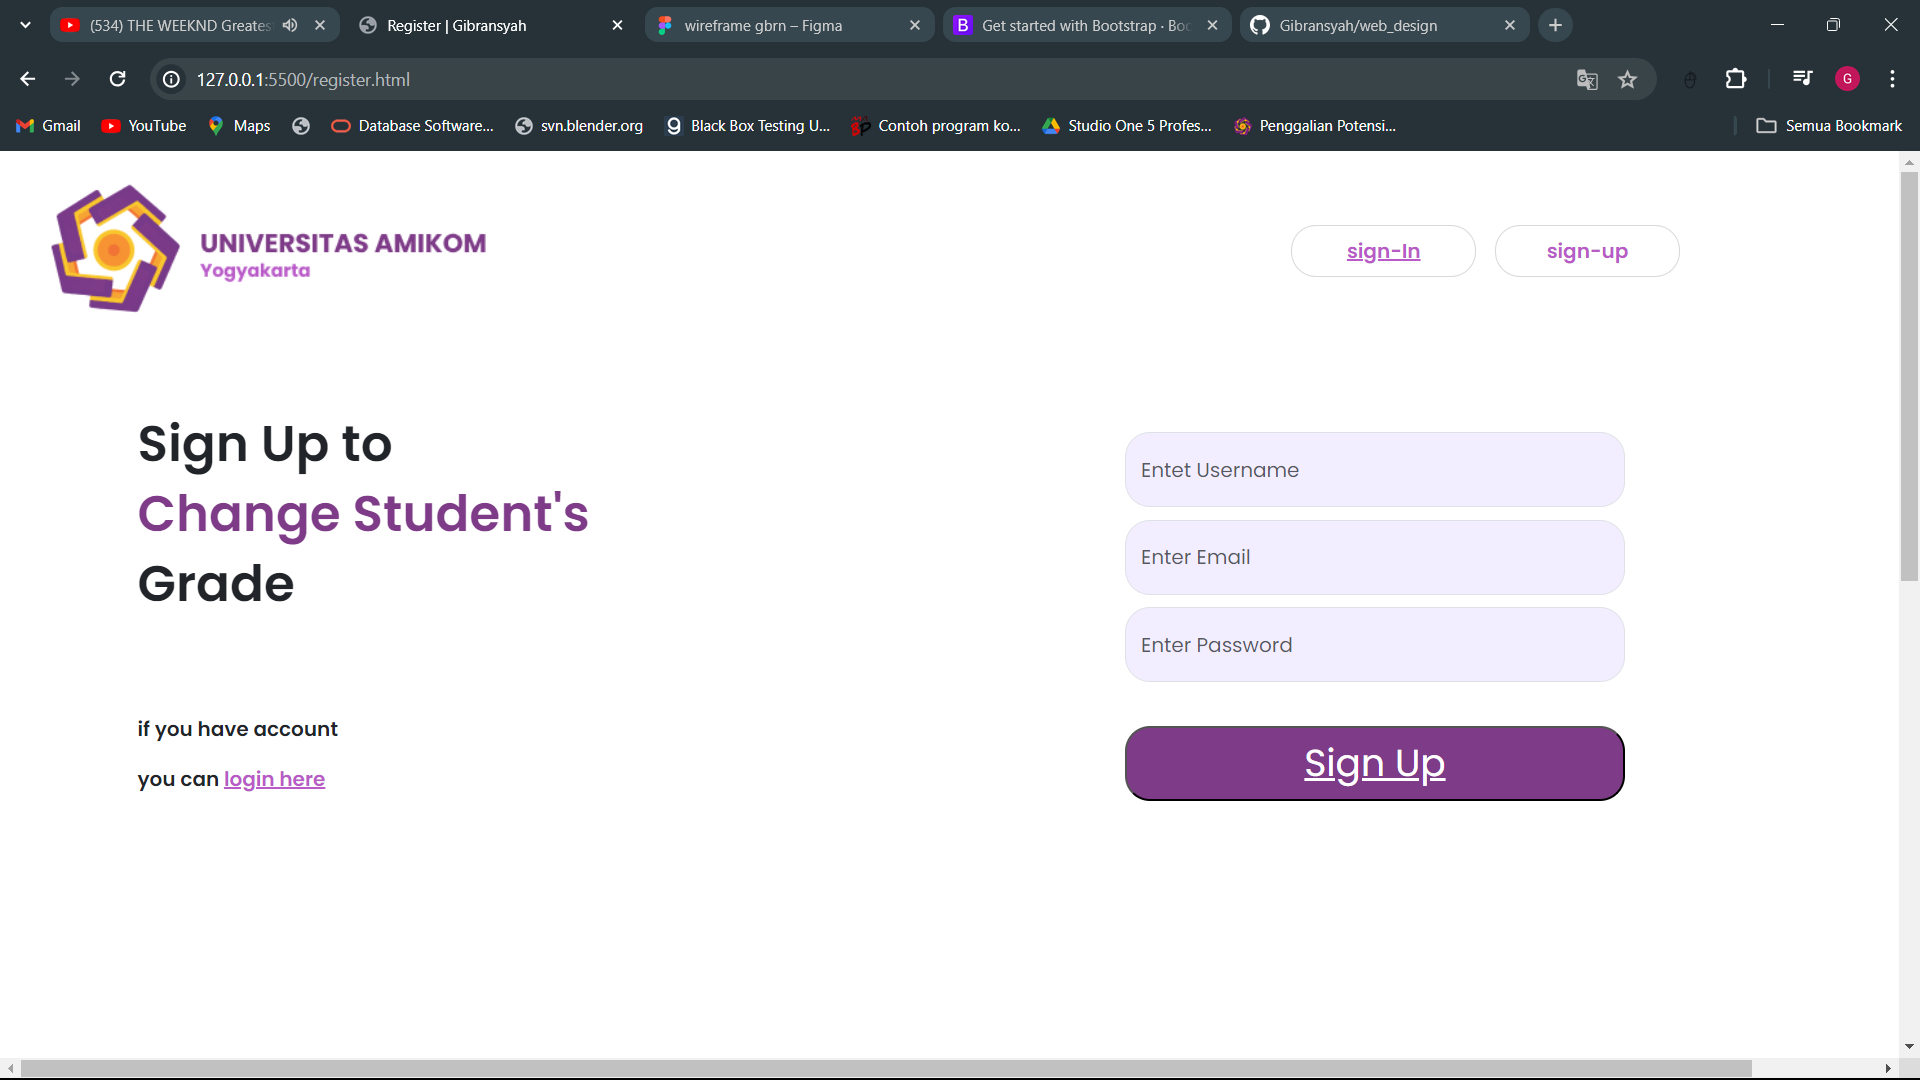 (534) THE WEEKND Greates
Register | Gibransyah
wireframe gbrn – Figma
Get started with Bootstrap · Boo
Gibransyah/web_design
127.0.0.1:5500/register.html
G
Gmail
YouTube
Maps
Database Software...
svn.blender.org
Black Box Testing U...
Contoh program ko...
Studio One 5 Profes...
Penggalian Potensi...
Semua Bookmark
UNIVERSITAS AMIKOM
Yogyakarta
sign-In
sign-up
Sign Up to
Change Student's
Grade
if you have account
you can login here
Entet Username
Enter Email
Enter Password
Sign Up